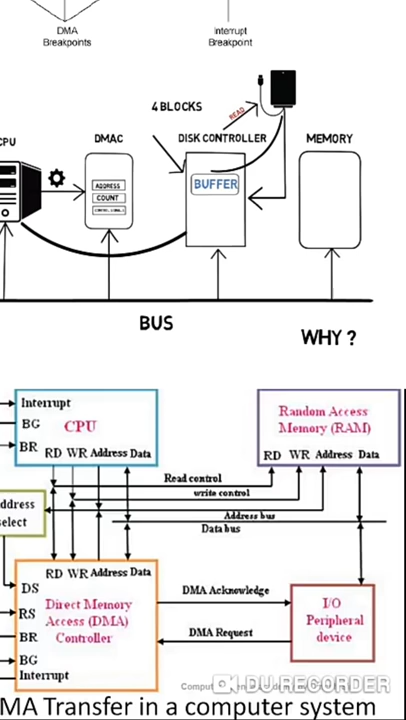 DMA
Breakpoints
Interrupt
Breakpoint
4 BLOCKS
READ
CPU
DMAC
DISK CONTROLLER
MEMORY
ADDRESS
COUNT
BUFFER
BUS
WHY ?
Interrupt
BG
CPU
BR
RD WR Address Data
Random Access
Memory (RAM)
RD WR Address Data
Read control
write control
Address bus
Data bus
address
select
RD WR Address Data
DS
RS
BR
BG
Interrupt
Direct Memory
Access (DMA)
Controller
DMA Acknowledge
DMA Request
I/O
Peripheral
device
DU RECORDER
MA Transfer in a computer system